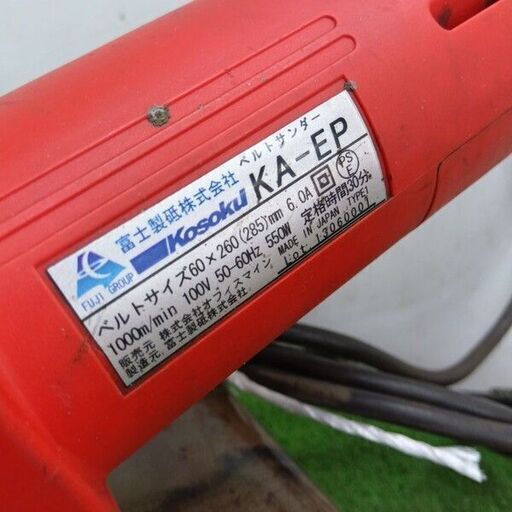 富士製砥株式会社 ベルトサンダー
Kosoku KA-EP
FUJI GROUP
ベルトサイズ60×260(285)mm 6.0A
1000m/min 100V 50-60Hz, 550W 定格時間30分
販売元 株式会社オフィスマイン MADE IN JAPAN TYPE1
製造元 富士製砥株式会社 Lot.
PSE